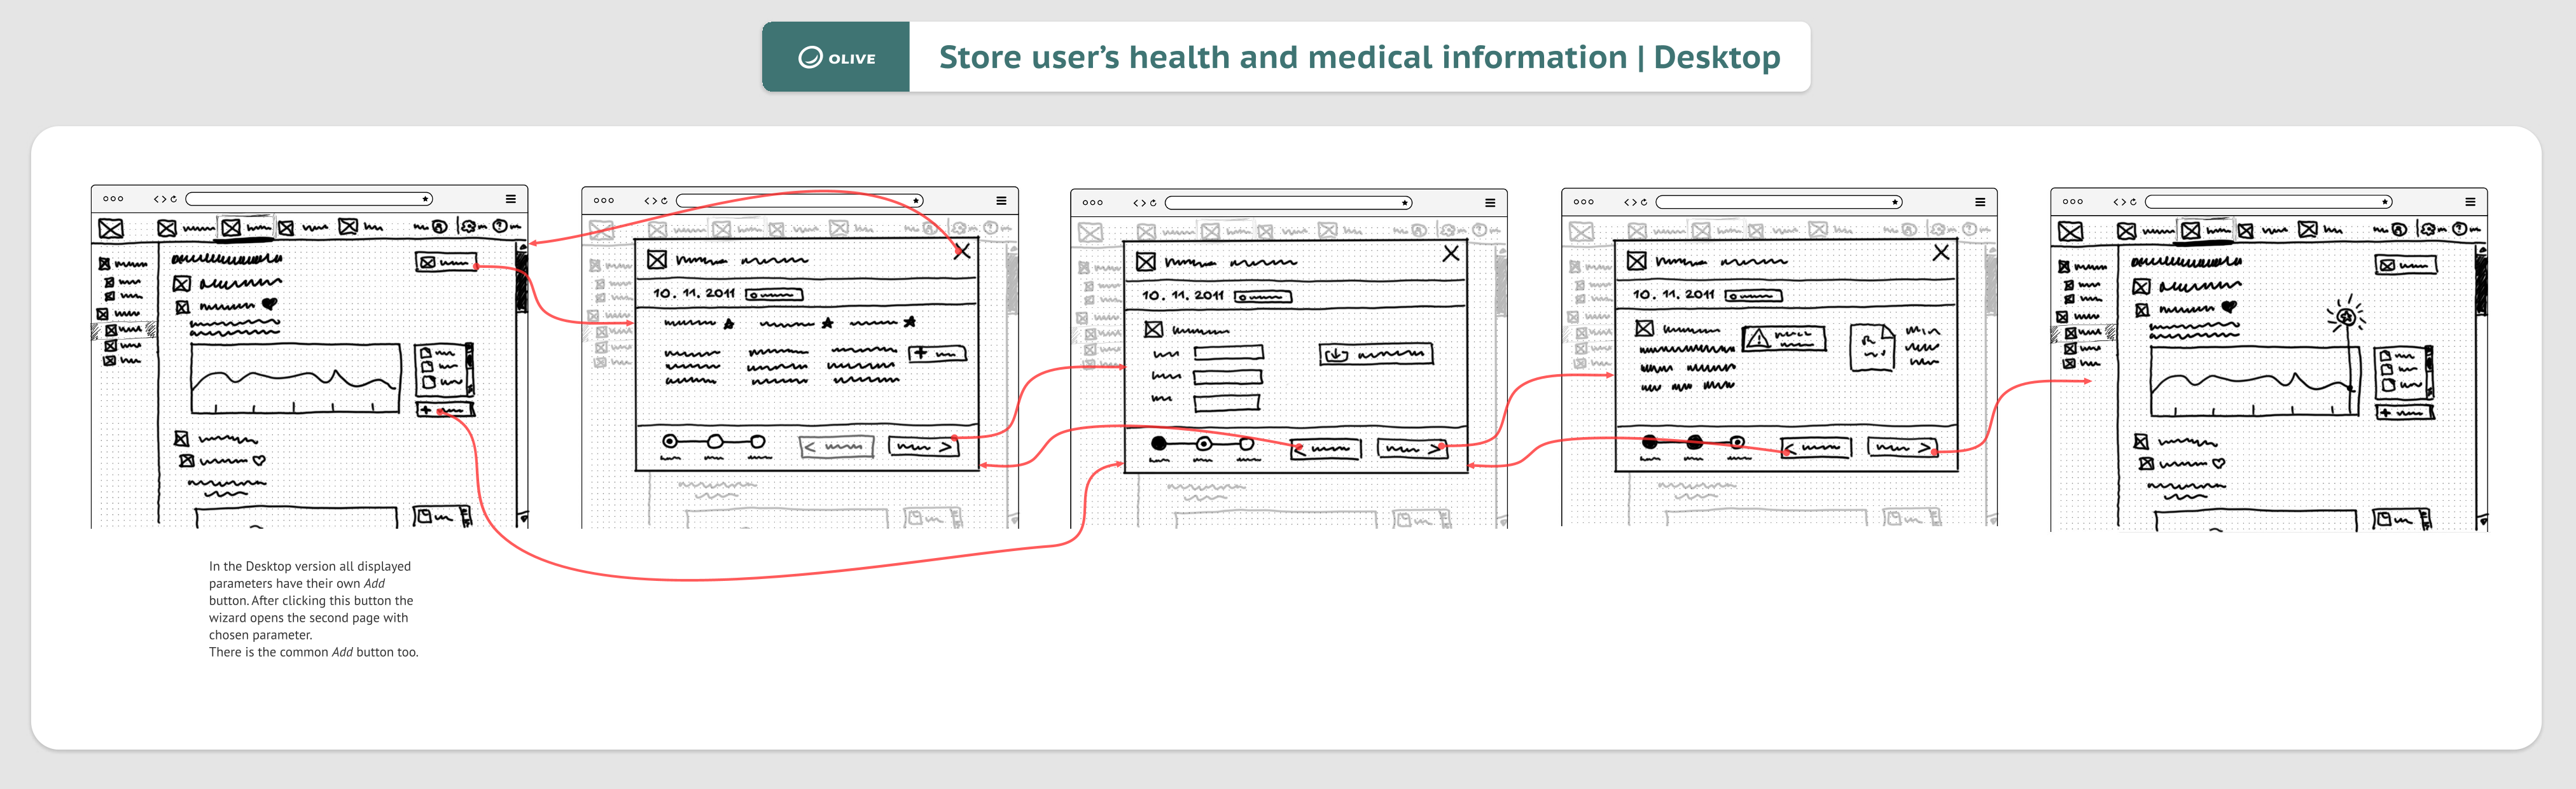 OLIVE
Store user's health and medical information | Desktop
10. 11. 2011
10. 11. 2011
10. 11. 2011
In the Desktop version all displayed
parameters have their own Add
button. After clicking this button the
wizard opens the second page with
chosen parameter.
There is the common Add button too.